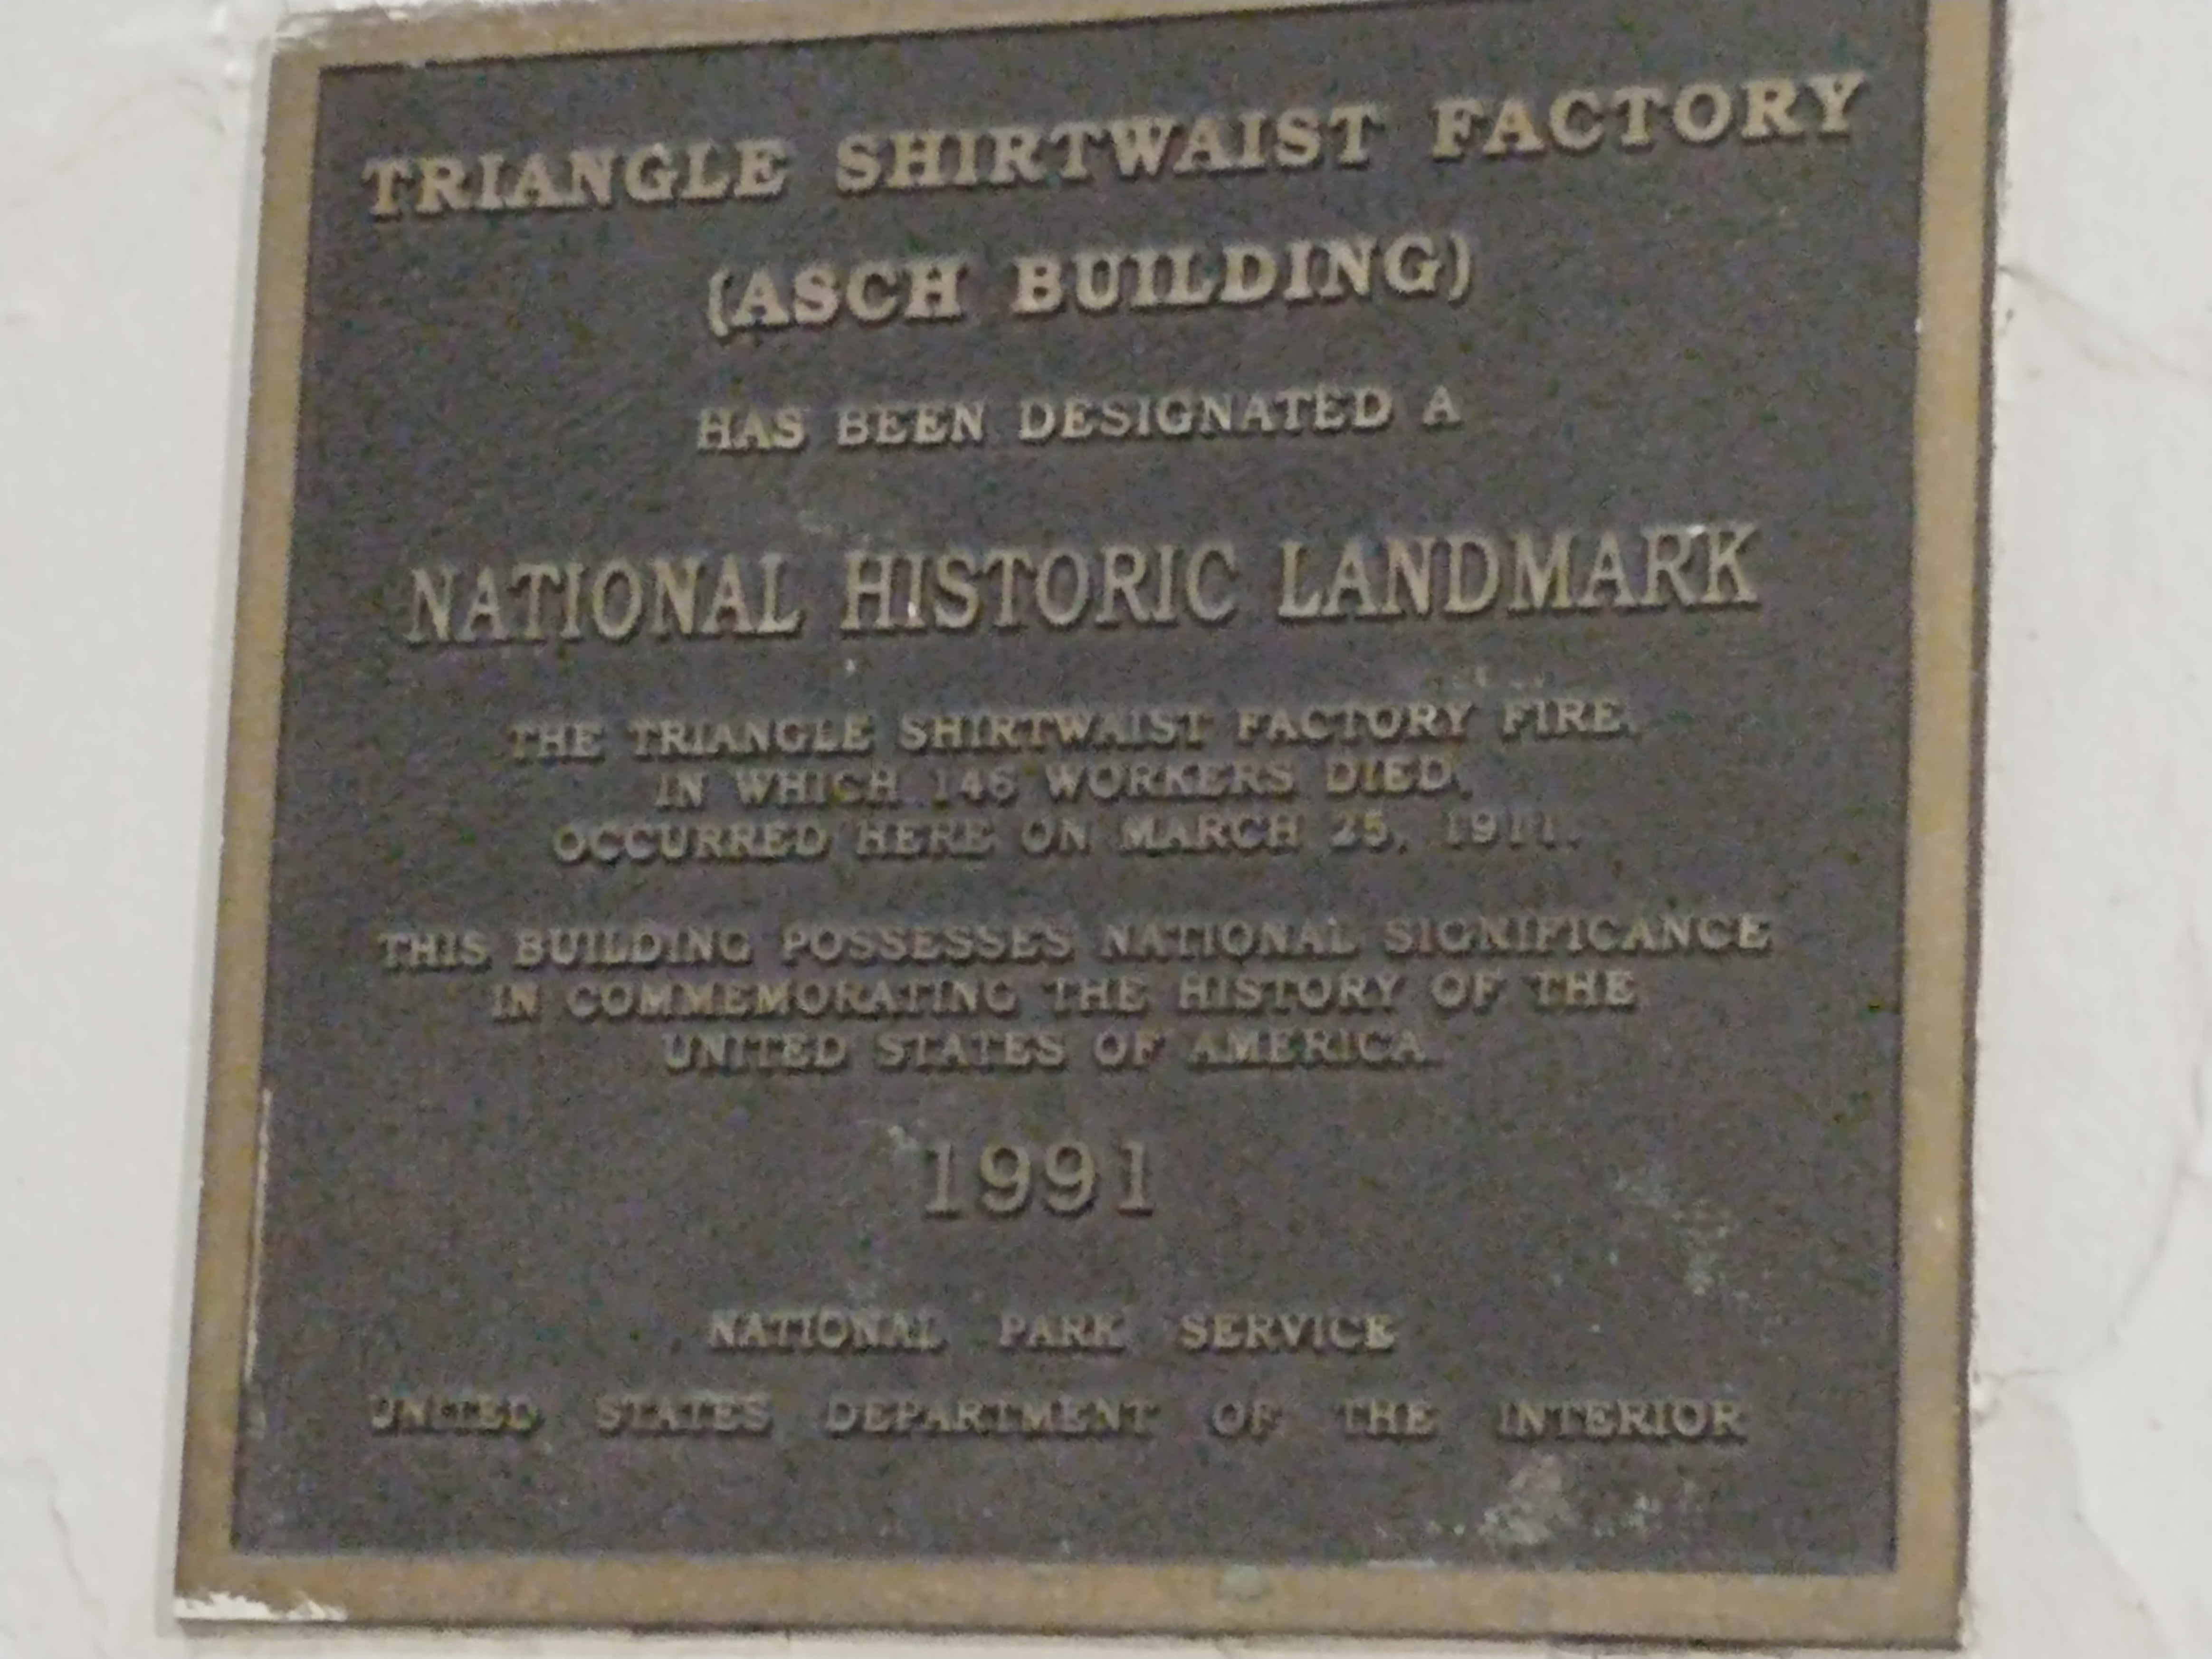 TRIANGLE SHIRTWAIST FACTORY
(ASCH BUILDING)
HAS BEEN DESIGNATED A
NATIONAL HISTORIC LANDMARK
THE TRIANGLE SHIRTWAIST FACTORY FIRE,
IN WHICH 146 WORKERS DIED,
OCCURRED HERE ON MARCH 25, 1911.
THIS BUILDING POSSESSES NATIONAL SIGNIFICANCE
IN COMMEMORATING THE HISTORY OF THE
UNITED STATES OF AMERICA.
1991
NATIONAL PARK SERVICE
UNITED STATES DEPARTMENT OF THE INTERIOR